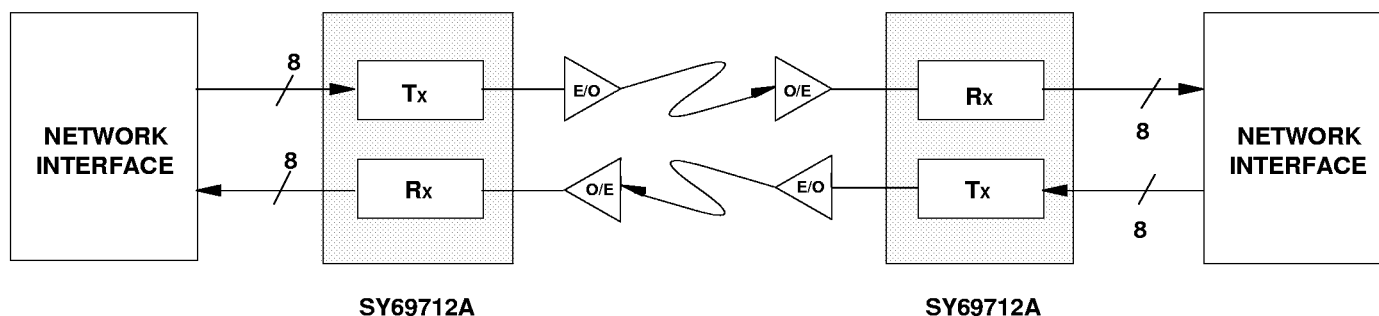 8
Tx
E/O
O/E
Rx
8
NETWORK
INTERFACE
NETWORK
INTERFACE
8
Rx
O/E
E/O
Tx
8
SY69712A
SY69712A